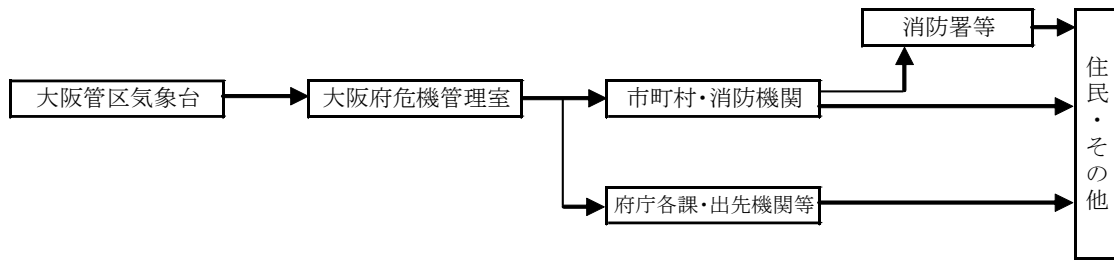 消防署等
大阪管区気象台
大阪府危機管理室
市町村・消防機関
府庁各課・出先機関等
住民・その他